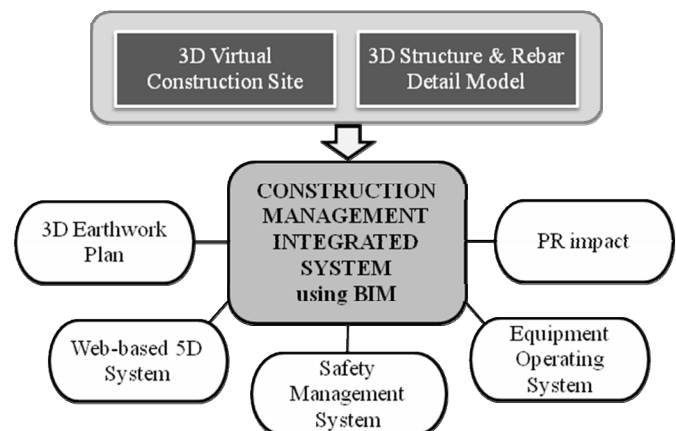 3D Virtual
Construction Site
3D Structure & Rebar
Detail Model
CONSTRUCTION
MANAGEMENT
INTEGRATED
SYSTEM
using BIM
3D Earthwork
Plan
PR impact
Web-based 5D
System
Safety
Management
System
Equipment
Operating
System